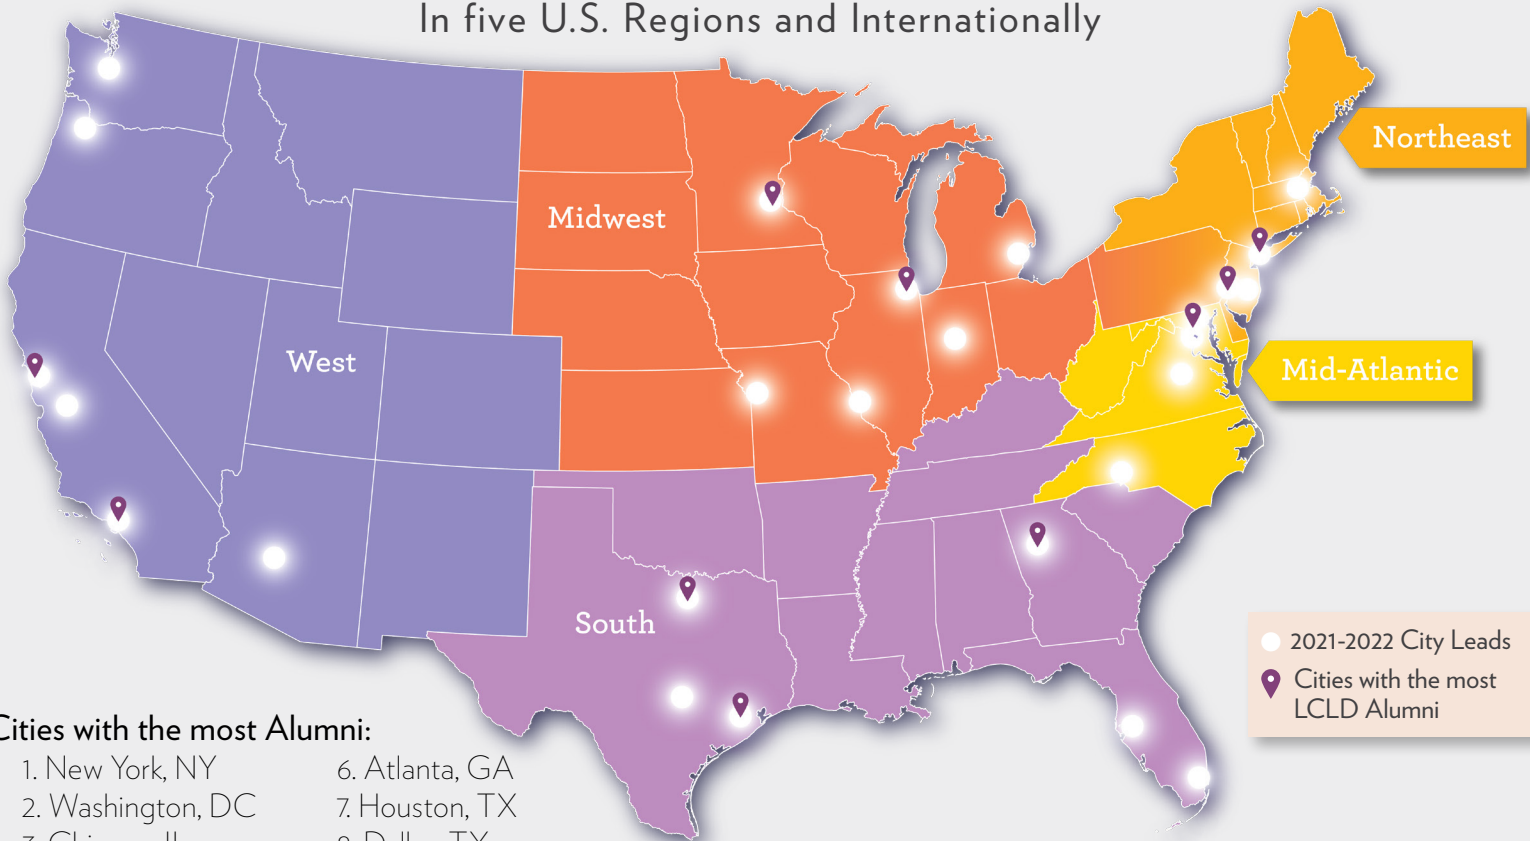 In five U.S. Regions and Internationally
Northeast
Midwest
West
Mid-Atlantic
South
2021-2022 City Leads
Cities with the most
LCLD Alumni
Cities with the most Alumni:
1. New York, NY
2. Washington, DC
6. Atlanta, GA
7. Houston, TX